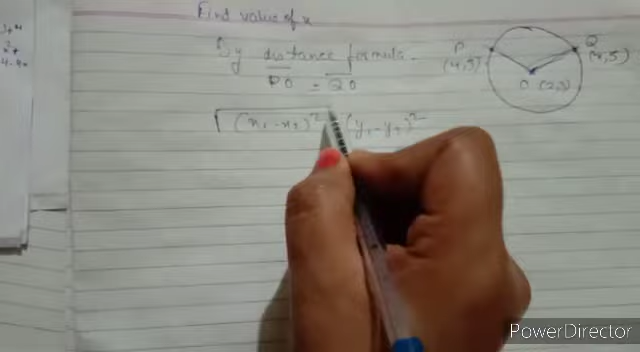 Find value of x
By distance formula.
PO = QO
(x₁-x₂)² (y₁-y₂)²
P
(4,5)
Q
(x,5)
O (2,3)
PowerDirector